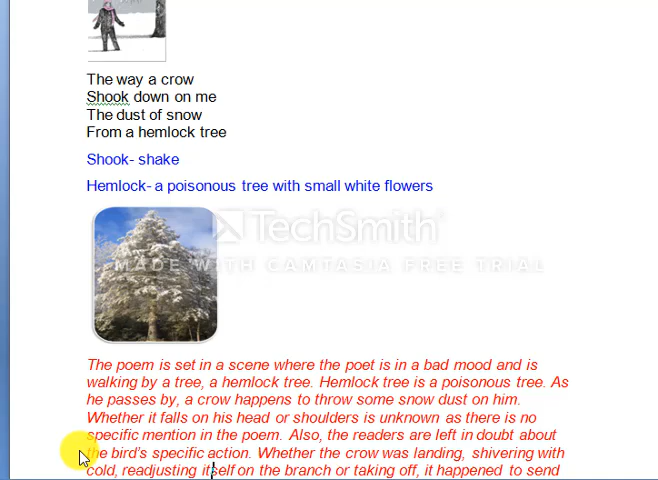 The way a crow
Shook down on me
The dust of snow
From a hemlock tree
Shook- shake
Hemlock- a poisonous tree with small white flowers
TechSmith
MADE WITH CAMTASIA FREE TRIAL
The poem is set in a scene where the poet is in a bad mood and is
walking by a tree, a hemlock tree. Hemlock tree is a poisonous tree. As
he passes by, a crow happens to throw some snow dust on him.
Whether it falls on his head or shoulders is unknown as there is no
specific mention in the poem. Also, the readers are left in doubt about
the bird's specific action. Whether the crow was landing, shivering with
cold, readjusting itself on the branch or taking off, it happened to send